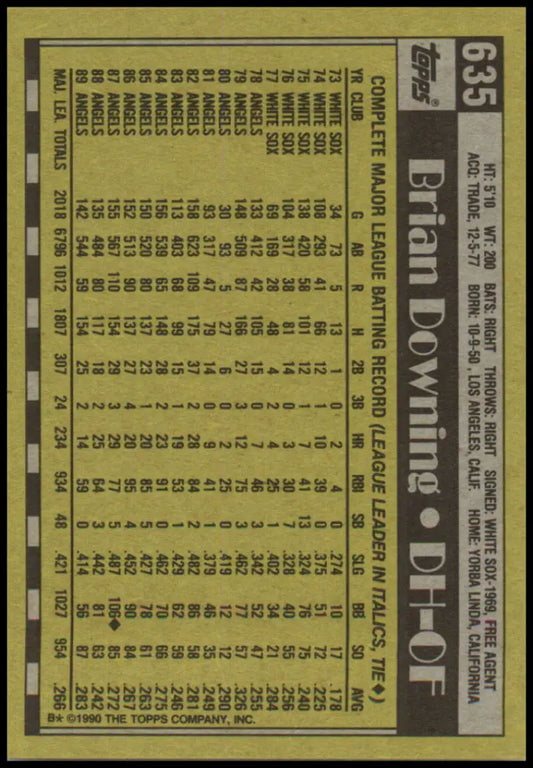 635
HT: 5'10 WT: 200 BATS: RIGHT THROWS: RIGHT SIGNED: WHITE SOX-1969, FREE AGENT
ACQ: TRADE, 12-5-77 BORN: 10-9-50, LOS ANGELES, CALIF. HOME: YORBA LINDA, CALIFORNIA
TOPPS® Brian Downing • DH-OF
COMPLETE MAJOR LEAGUE BATTING RECORD (LEAGUE LEADER IN ITALICS, TIE◆)
YR CLUB G AB R H 2B 3B HR RBI SB SLG BB SO AVG
73 WHITE SOX 34 73 5 13 1 0 2 4 0 .274 10 17 .178
74 WHITE SOX 108 293 41 66 12 1 10 39 0 .375 51 72 .225
75 WHITE SOX 138 420 58 101 12 1 7 41 13 .324 76 75 .240
76 WHITE SOX 104 317 38 81 14 0 3 30 7 .328 40 55 .256
77 WHITE SOX 69 169 28 48 4 2 4 25 1 .402 34 21 .284
78 ANGELS 133 412 42 105 15 0 7 46 3 .342 52 47 .255
79 ANGELS 148 509 87 166 27 3 12 75 3 .462 77 57 .326
80 ANGELS 30 93 5 27 6 0 2 25 0 .419 12 12 .290
81 ANGELS 93 317 47 79 14 0 9 41 1 .379 46 35 .249
82 ANGELS 158 623 109 175 37 2 28 84 2 .482 86 58 .281
83 ANGELS 113 403 68 99 15 1 19 53 1 .429 62 59 .246
84 ANGELS 156 539 65 148 28 2 23 91 0 .462 70 66 .275
85 ANGELS 150 520 80 137 23 1 20 85 5 .427 78 61 .263
86 ANGELS 152 513 90 137 27 4 20 95 4 .452 90 84 .267
87 ANGELS 155 567 110 154 29 3 29 77 5 .487 106◆ 85 .272
88 ANGELS 135 484 80 117 18 2 25 64 3 .442 81 63 .242
89 ANGELS 142 544 59 154 25 2 14 59 0 .414 56 87 .283
MAJ. LEA. TOTALS 2018 6796 1012 1807 307 24 234 934 48 .421 1027 954 .266
B* ©1990 THE TOPPS COMPANY, INC.